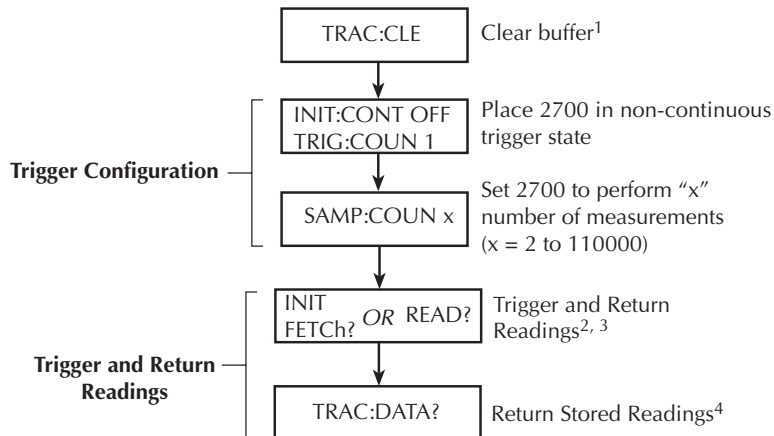 TRAC:CLE
Clear buffer1
Trigger Configuration
INIT:CONT OFF
TRIG:COUN 1
Place 2700 in non-continuous
trigger state
SAMP:COUN x
Set 2700 to perform “x”
number of measurements
(x = 2 to 110000)
Trigger and Return
Readings
INIT
FETCh? OR READ?
Trigger and Return
Readings2, 3
TRAC:DATA?
Return Stored Readings4